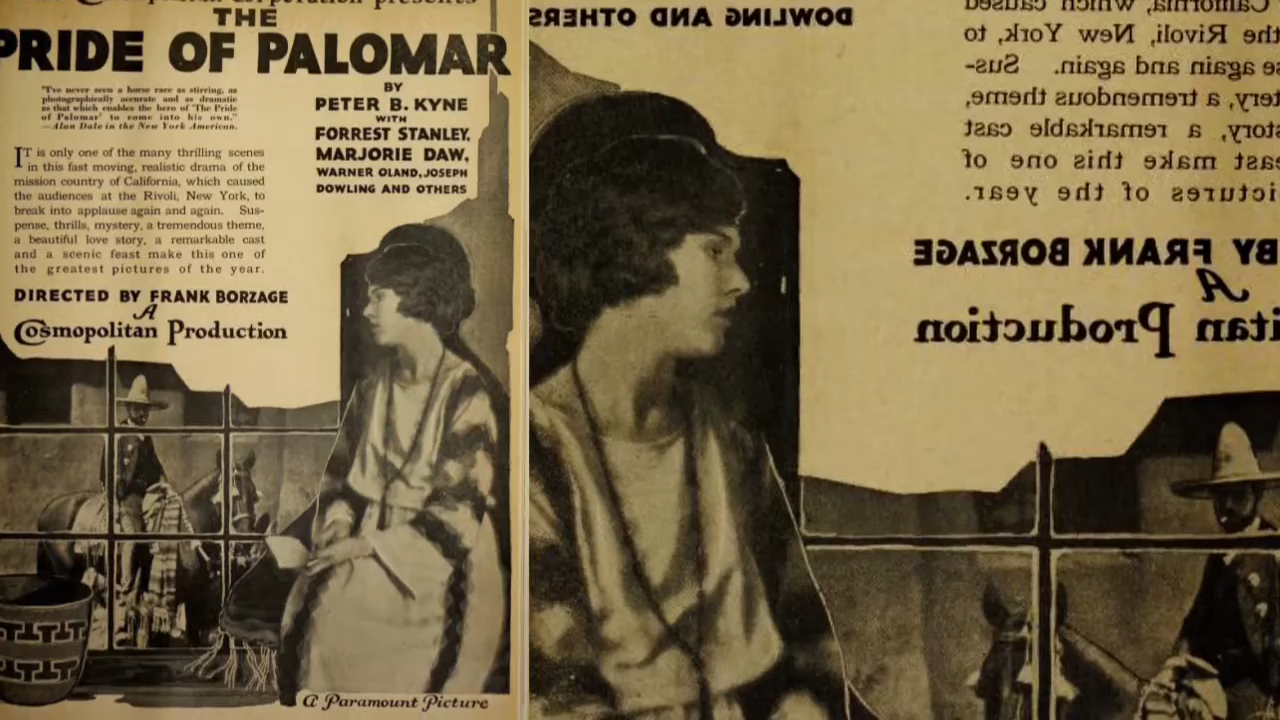 Cosmopolitan Corporation presents
THE
PRIDE OF PALOMAR
"I've never seen a horse race as stirring, as
photographically accurate and as dramatic
as that which enables the hero of 'The Pride
of Palomar' to come into his own."
—Alan Dale in the New York American.
BY
PETER B. KYNE
WITH
FORREST STANLEY,
MARJORIE DAW,
WARNER OLAND, JOSEPH
DOWLING AND OTHERS
IT is only one of the many thrilling scenes
in this fast moving, realistic drama of the
mission country of California, which caused
the audiences at the Rivoli, New York, to
break into applause again and again. Sus-
pense, thrills, mystery, a tremendous theme,
a beautiful love story, a remarkable cast
and a scenic feast make this one of
the greatest pictures of the year.
DIRECTED BY FRANK BORZAGE
A
Cosmopolitan Production
A Paramount Picture
DOWLING AND OTHERS
California, which caused
the Rivoli, New York, to
se again and again. Sus-
tery, a tremendous theme,
story, a remarkable cast
east make this one of
pictures of the year.
BY FRANK BORZAGE
A
itan Production